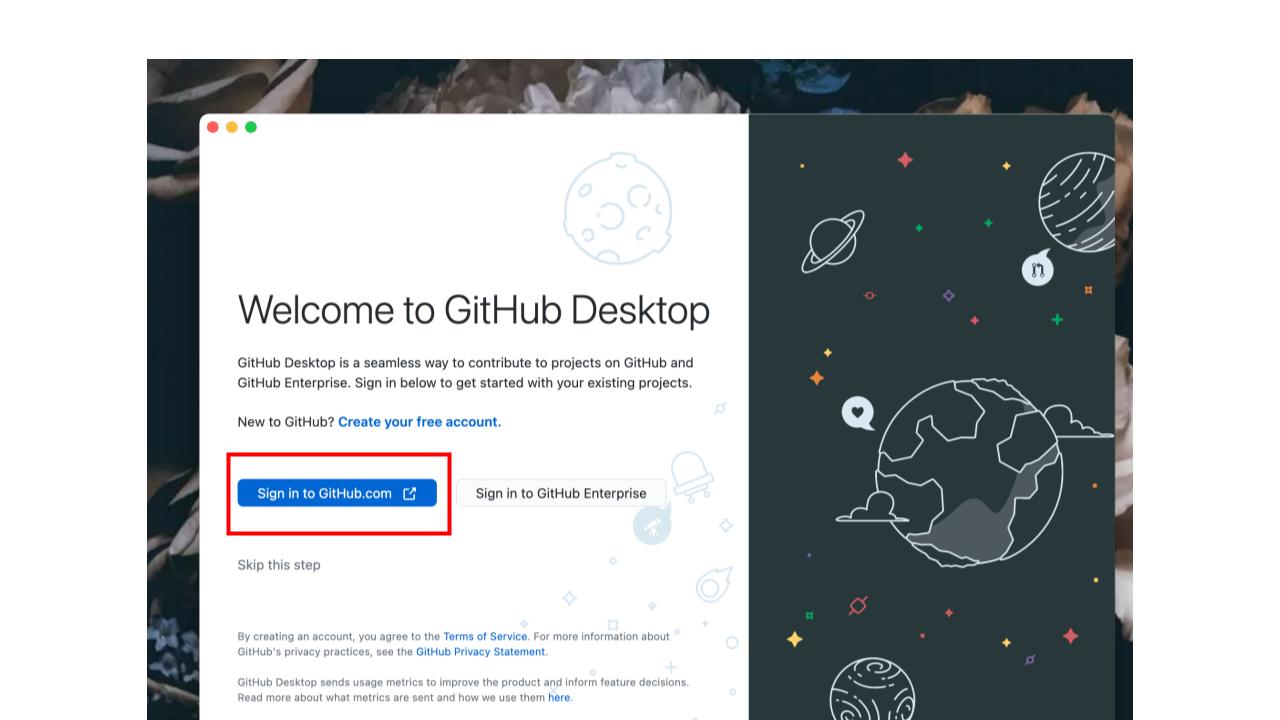 Welcome to GitHub Desktop
GitHub Desktop is a seamless way to contribute to projects on GitHub and
GitHub Enterprise. Sign in below to get started with your existing projects.
New to GitHub? Create your free account.
Sign in to GitHub.com
Sign in to GitHub Enterprise
Skip this step
By creating an account, you agree to the Terms of Service. For more information about
GitHub's privacy practices, see the GitHub Privacy Statement.
GitHub Desktop sends usage metrics to improve the product and inform feature decisions.
Read more about what metrics are sent and how we use them here.